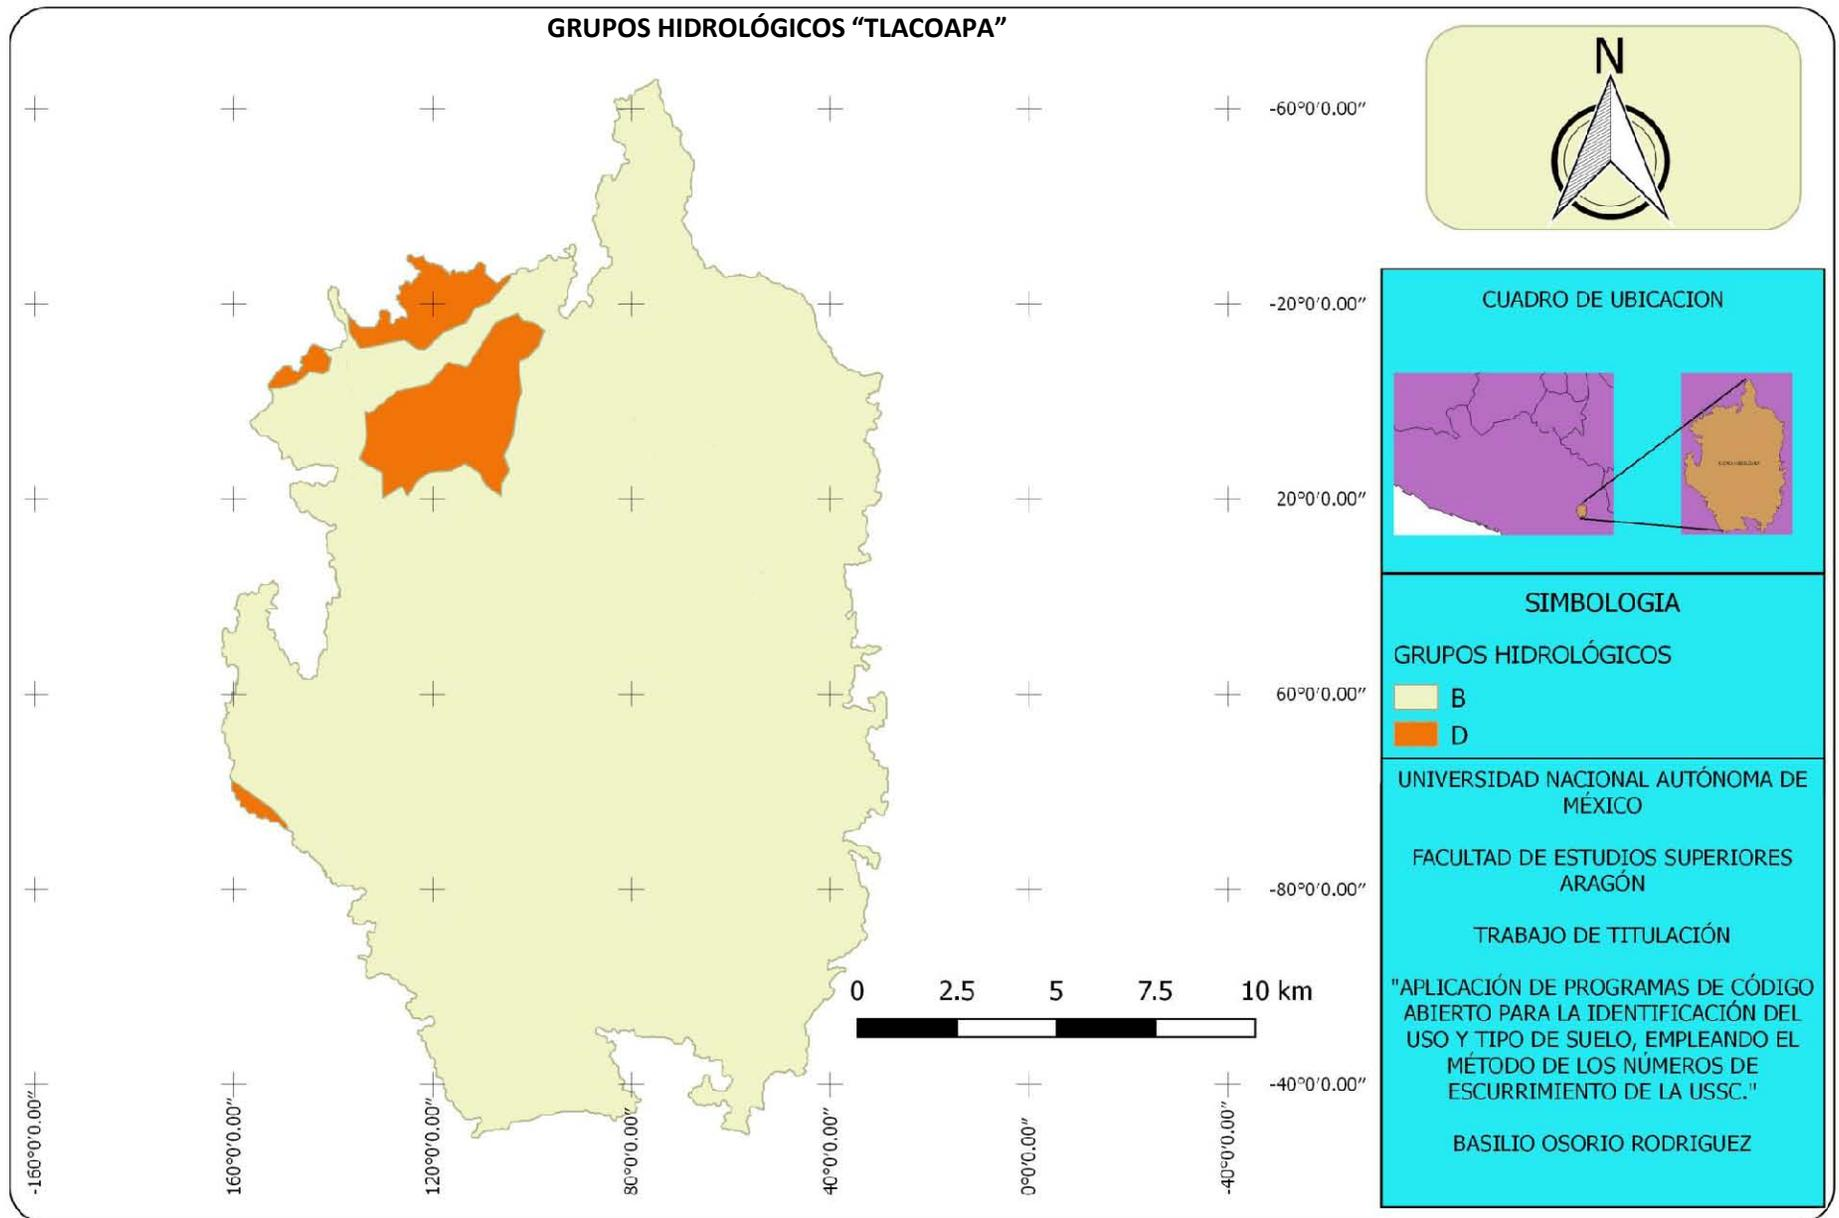 GRUPOS HIDROLÓGICOS “TLACOAPA”
N
-60°0'0.00"
-20°0'0.00"
20°0'0.00"
60°0'0.00"
-80°0'0.00"
-40°0'0.00"
0 2.5 5 7.5 10 km
-160°0'0.00"
160°0'0.00"
120°0'0.00"
80°0'0.00"
40°0'0.00"
0°0'0.00"
-40°0'0.00"
CUADRO DE UBICACION
SIMBOLOGIA
GRUPOS HIDROLÓGICOS
B
D
UNIVERSIDAD NACIONAL AUTÓNOMA DE
MÉXICO
FACULTAD DE ESTUDIOS SUPERIORES
ARAGÓN
TRABAJO DE TITULACIÓN
"APLICACIÓN DE PROGRAMAS DE CÓDIGO
ABIERTO PARA LA IDENTIFICACIÓN DEL
USO Y TIPO DE SUELO, EMPLEANDO EL
MÉTODO DE LOS NÚMEROS DE
ESCURRIMIENTO DE LA USSC."
BASILIO OSORIO RODRIGUEZ